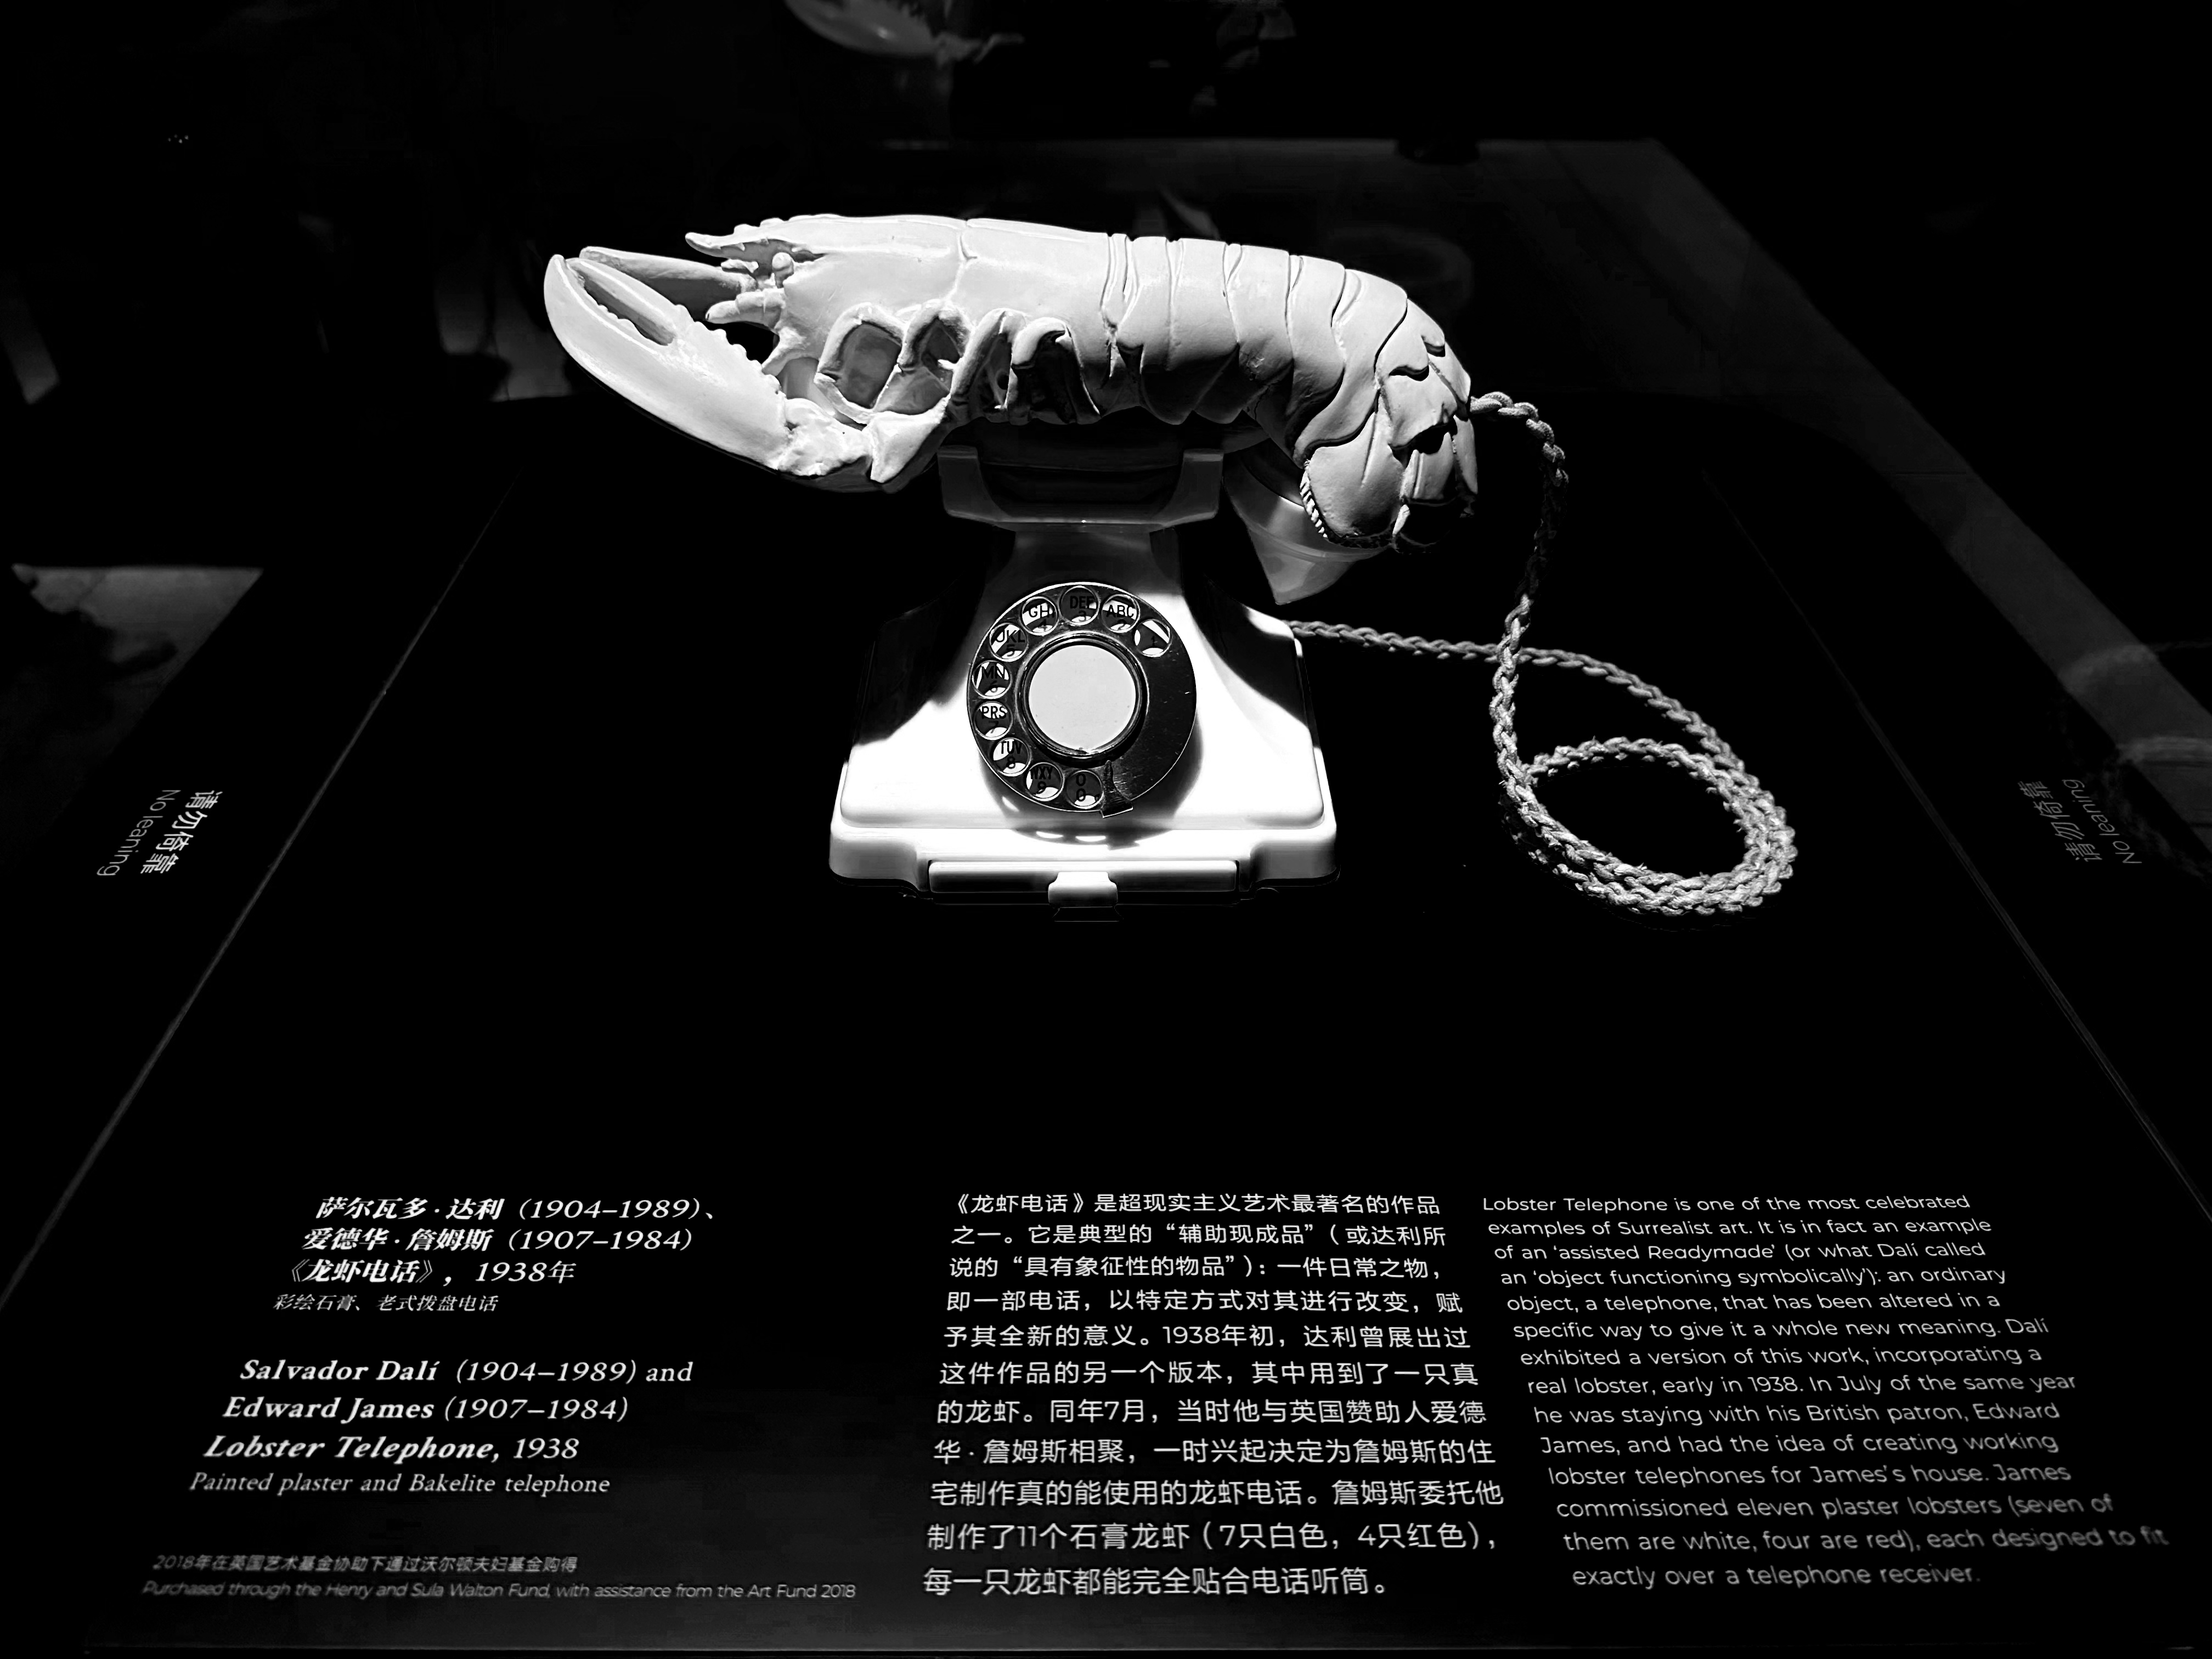 GHI
4
DEF
3
ABC
2
1
JKL
5
MN
6
PRS
7
TUV
8
WXY
9
O
0
请勿倚靠
No leaning
请勿倚靠
No leaning
萨尔瓦多·达利（1904–1989）、
爱德华·詹姆斯（1907–1984）
《龙虾电话》，1938年
彩绘石膏、老式拨盘电话
Salvador Dalí (1904–1989) and
Edward James (1907–1984)
Lobster Telephone, 1938
Painted plaster and Bakelite telephone
2018年在英国艺术基金协助下通过沃尔顿夫妇基金购得
Purchased through the Henry and Sula Walton Fund, with assistance from the Art Fund 2018
《龙虾电话》是超现实主义艺术最著名的作品
之一。它是典型的“辅助现成品”（或达利所
说的“具有象征性的物品”）：一件日常之物，
即一部电话，以特定方式对其进行改变，赋
予其全新的意义。1938年初，达利曾展出过
这件作品的另一个版本，其中用到了一只真
的龙虾。同年7月，当时他与英国赞助人爱德
华·詹姆斯相聚，一时兴起决定为詹姆斯的住
宅制作真的能使用的龙虾电话。詹姆斯委托他
制作了11个石膏龙虾（7只白色，4只红色），
每一只龙虾都能完全贴合电话听筒。
Lobster Telephone is one of the most celebrated
examples of Surrealist art. It is in fact an example
of an ‘assisted Readymade’ (or what Dalí called
an ‘object functioning symbolically’): an ordinary
object, a telephone, that has been altered in a
specific way to give it a whole new meaning. Dalí
exhibited a version of this work, incorporating a
real lobster, early in 1938. In July of the same year
he was staying with his British patron, Edward
James, and had the idea of creating working
lobster telephones for James's house. James
commissioned eleven plaster lobsters (seven of
them are white, four are red), each designed to fit
exactly over a telephone receiver.